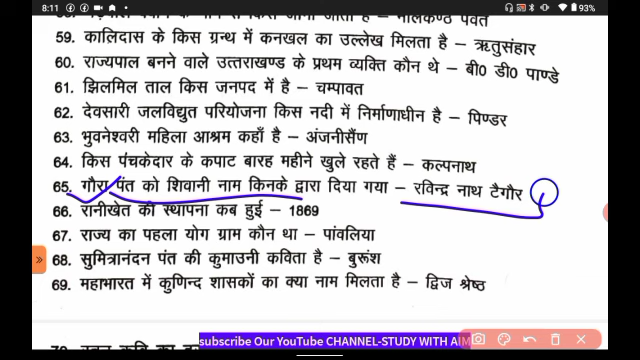 8:11
93%
59. कालिदास के किस ग्रन्थ में कनखल का उल्लेख मिलता है – ऋतुसंहार
60. राज्यपाल बनने वाले उत्तराखण्ड के प्रथम व्यक्ति कौन थे – बी0 डी0 पाण्डे
61. झिलमिल ताल किस जनपद में है – चम्पावत
62. देवसारी जलविद्युत परियोजना किस नदी में निर्माणाधीन है – पिण्डर
63. भुवनेश्वरी महिला आश्रम कहाँ है – अंजनीसैंण
64. किस पंचकेदार के कपाट बारह महीने खुले रहते हैं – कल्पनाथ
65. गौरा पंत को शिवानी नाम किनके द्वारा दिया गया – रविन्द्र नाथ टैगौर
66. रानीखेत की स्थापना कब हुई – 1869
67. राज्य का पहला योग ग्राम कौन था – पांवलिया
68. सुमित्रानंदन पंत की कुमाउनी कविता है – बुरूंश
69. महाभारत में कुणिन्द शासकों का क्या नाम मिलता है – द्विज श्रेष्ठ
subscribe Our YouTube CHANNEL-STUDY WITH AIM